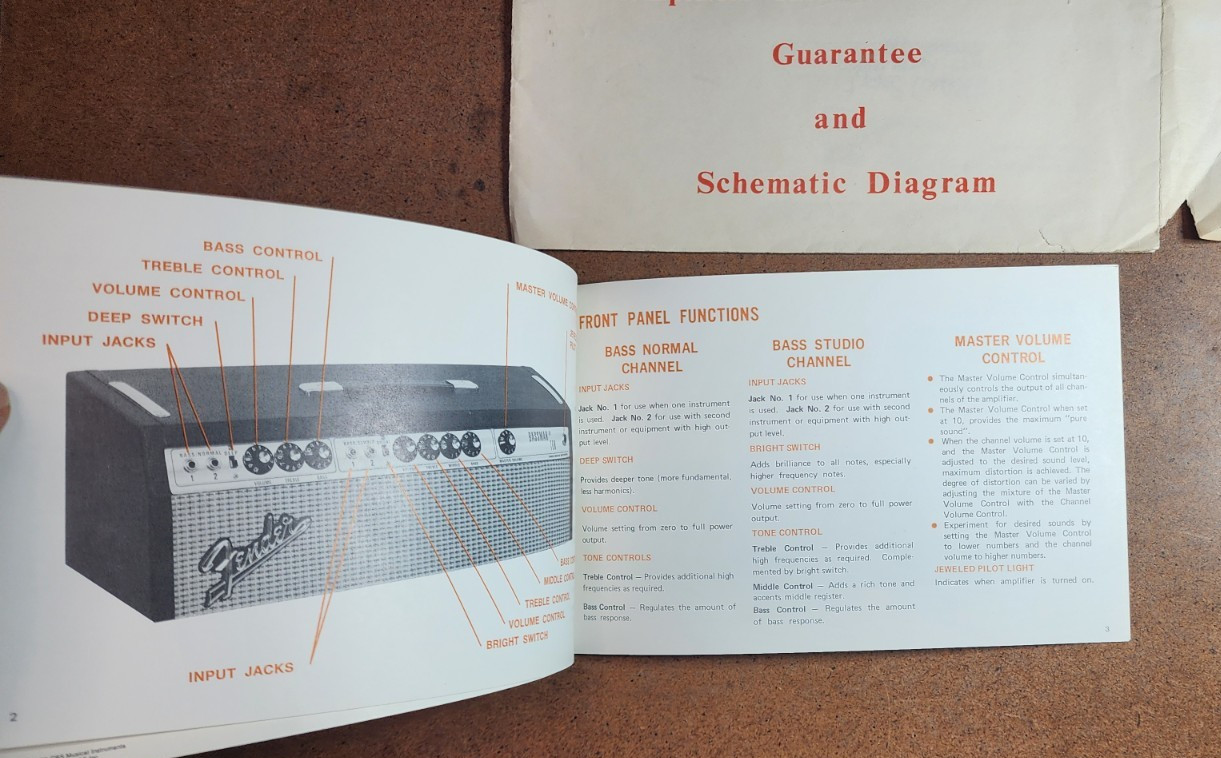 Guarantee
and
Schematic Diagram
BASS CONTROL
TREBLE CONTROL
VOLUME CONTROL
DEEP SWITCH
INPUT JACKS
MASTER VOLUME
BASS NORMAL
DEEP
1
2
VOLUME
TREBLE
BASSMAN
Fender
MIDDLE
TREBLE
VOLUME CONTROL
BRIGHT SWITCH
INPUT JACKS
2
Musical Instruments
FRONT PANEL FUNCTIONS
BASS NORMAL
CHANNEL
INPUT JACKS
Jack No. 1 for use when one instrument
is used. Jack No. 2 for use with second
instrument or equipment with high out-
put level
DEEP SWITCH
Provides deeper tone (more fundamental,
less harmonics)
VOLUME CONTROL
Volume setting from zero to full power
output.
TONE CONTROLS
Treble Control — Provides additional high
frequencies as required.
Bass Control — Regulates the amount of
bass response.
BASS STUDIO
CHANNEL
INPUT JACKS
Jack No. 1 for use when one instrument
is used. Jack No. 2 for use with second
instrument or equipment with high out-
put level.
BRIGHT SWITCH
Adds brilliance to all notes, especially
higher frequency notes.
VOLUME CONTROL
Volume setting from zero to full power
output.
TONE CONTROL
Treble Control — Provides additional
high frequencies as required. Comple-
mented by bright switch.
Middle Control — Adds a rich tone and
accents middle register.
Bass Control — Regulates the amount
of bass response.
MASTER VOLUME
CONTROL
• The Master Volume Control simultan-
eously controls the output of all chan-
nels of the amplifier.
• The Master Volume Control when set
at 10, provides the maximum "pure
sound".
• When the channel volume is set at 10,
and the Master Volume Control is
adjusted to the desired sound level,
maximum distortion is achieved. The
degree of distortion can be varied by
adjusting the mixture of the Master
Volume Control with the Channel
Volume Control.
• Experiment for desired sounds by
setting the Master Volume Control
to lower numbers and the channel
volume to higher numbers.
JEWELED PILOT LIGHT
Indicates when amplifier is turned on.
3